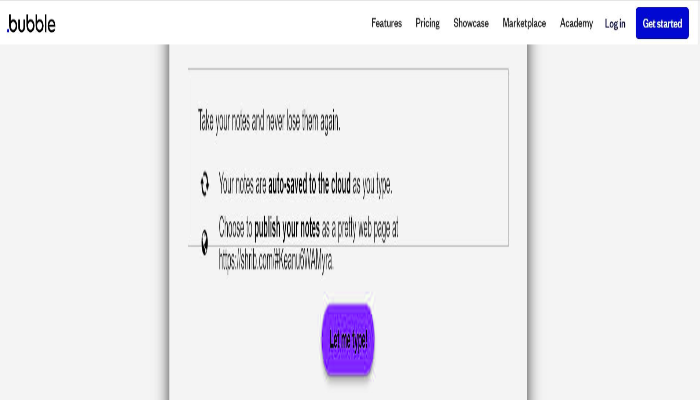 .bubble
Features Pricing Showcase Marketplace Academy Log in Get started
Take your notes and never lose them again.
Your notes are auto-saved to the cloud as you type.
Choose to publish your notes as a pretty web page at
https://shrib.com/#Keanu6WAMyra.
Let me type!